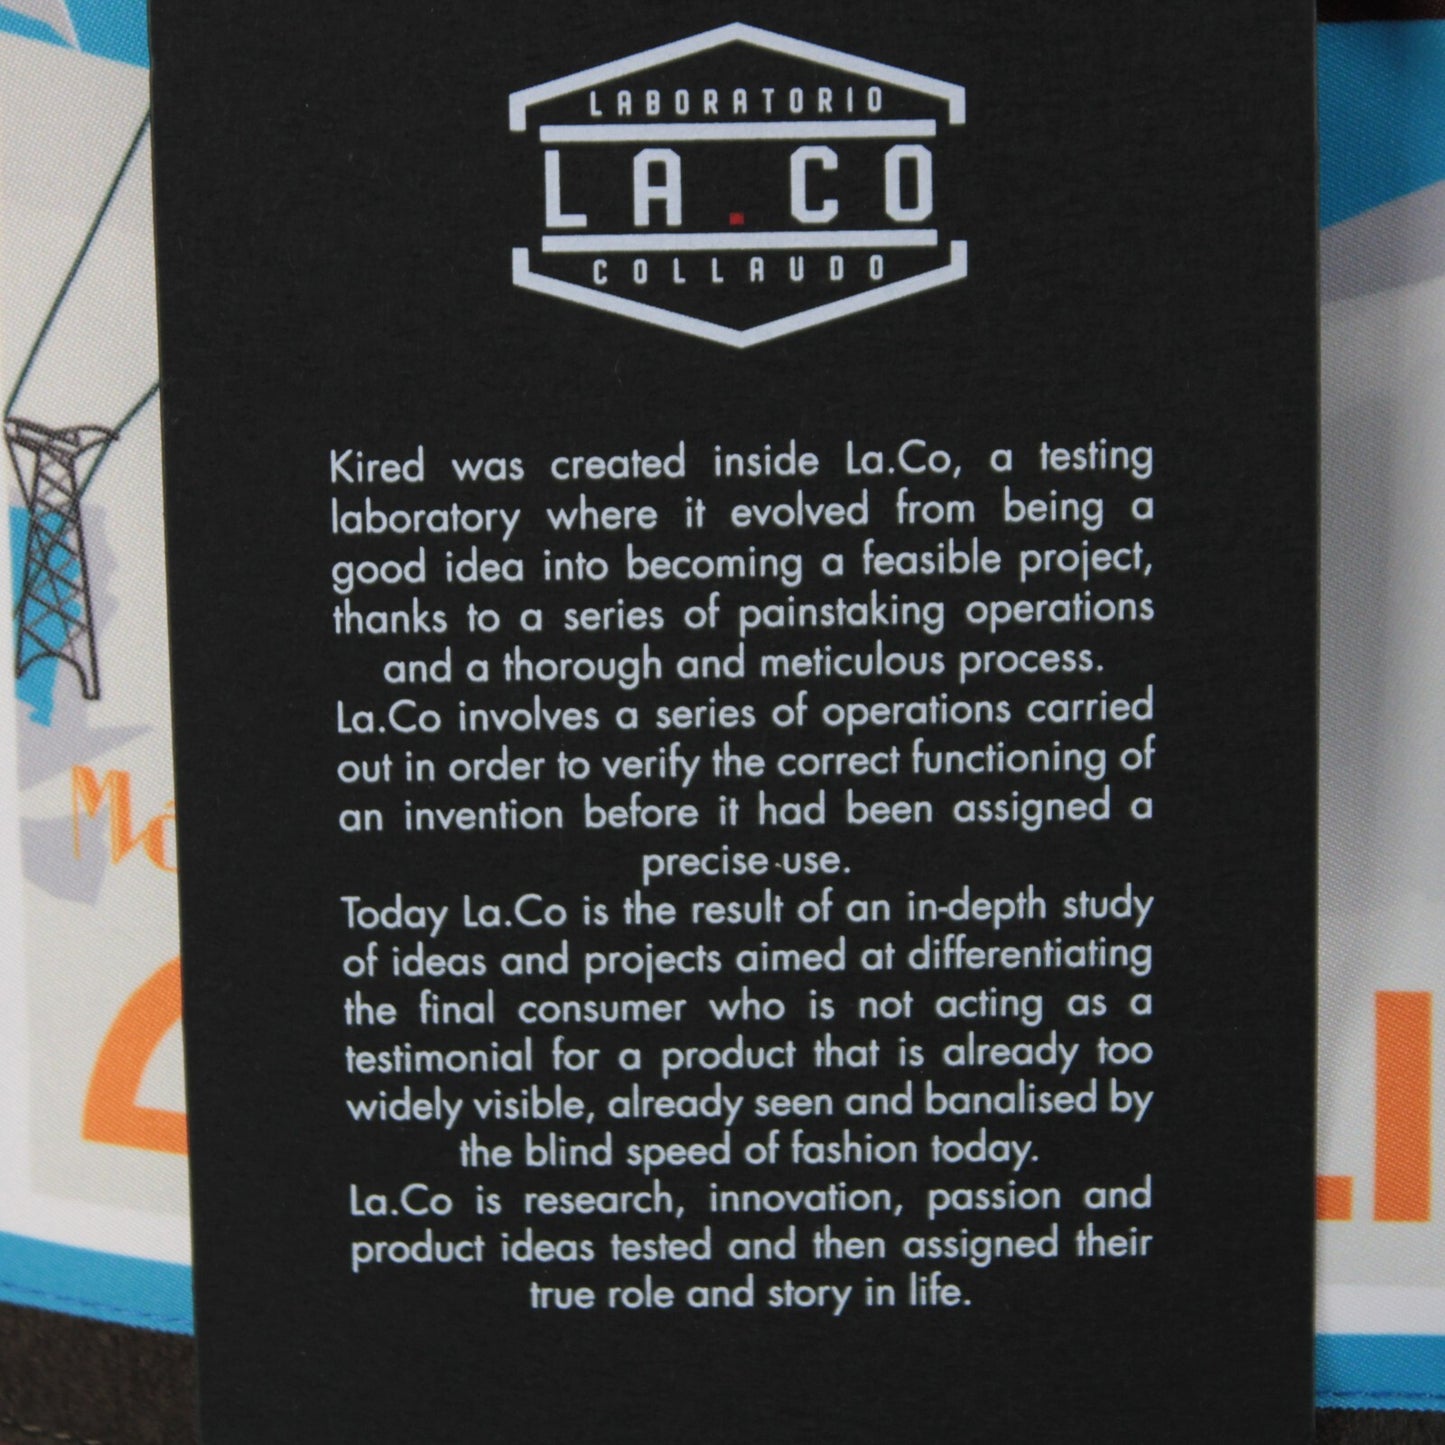 LABORATORIO
LA.CO
COLLAUDO
Kired was created inside La.Co, a testing
laboratory where it evolved from being a
good idea into becoming a feasible project,
thanks to a series of painstaking operations
and a thorough and meticulous process.
La.Co involves a series of operations carried
out in order to verify the correct functioning of
an invention before it had been assigned a
precise use.
Today La.Co is the result of an in-depth study
of ideas and projects aimed at differentiating
the final consumer who is not acting as a
testimonial for a product that is already too
widely visible, already seen and banalised by
the blind speed of fashion today.
La.Co is research, innovation, passion and
product ideas tested and then assigned their
true role and story in life.